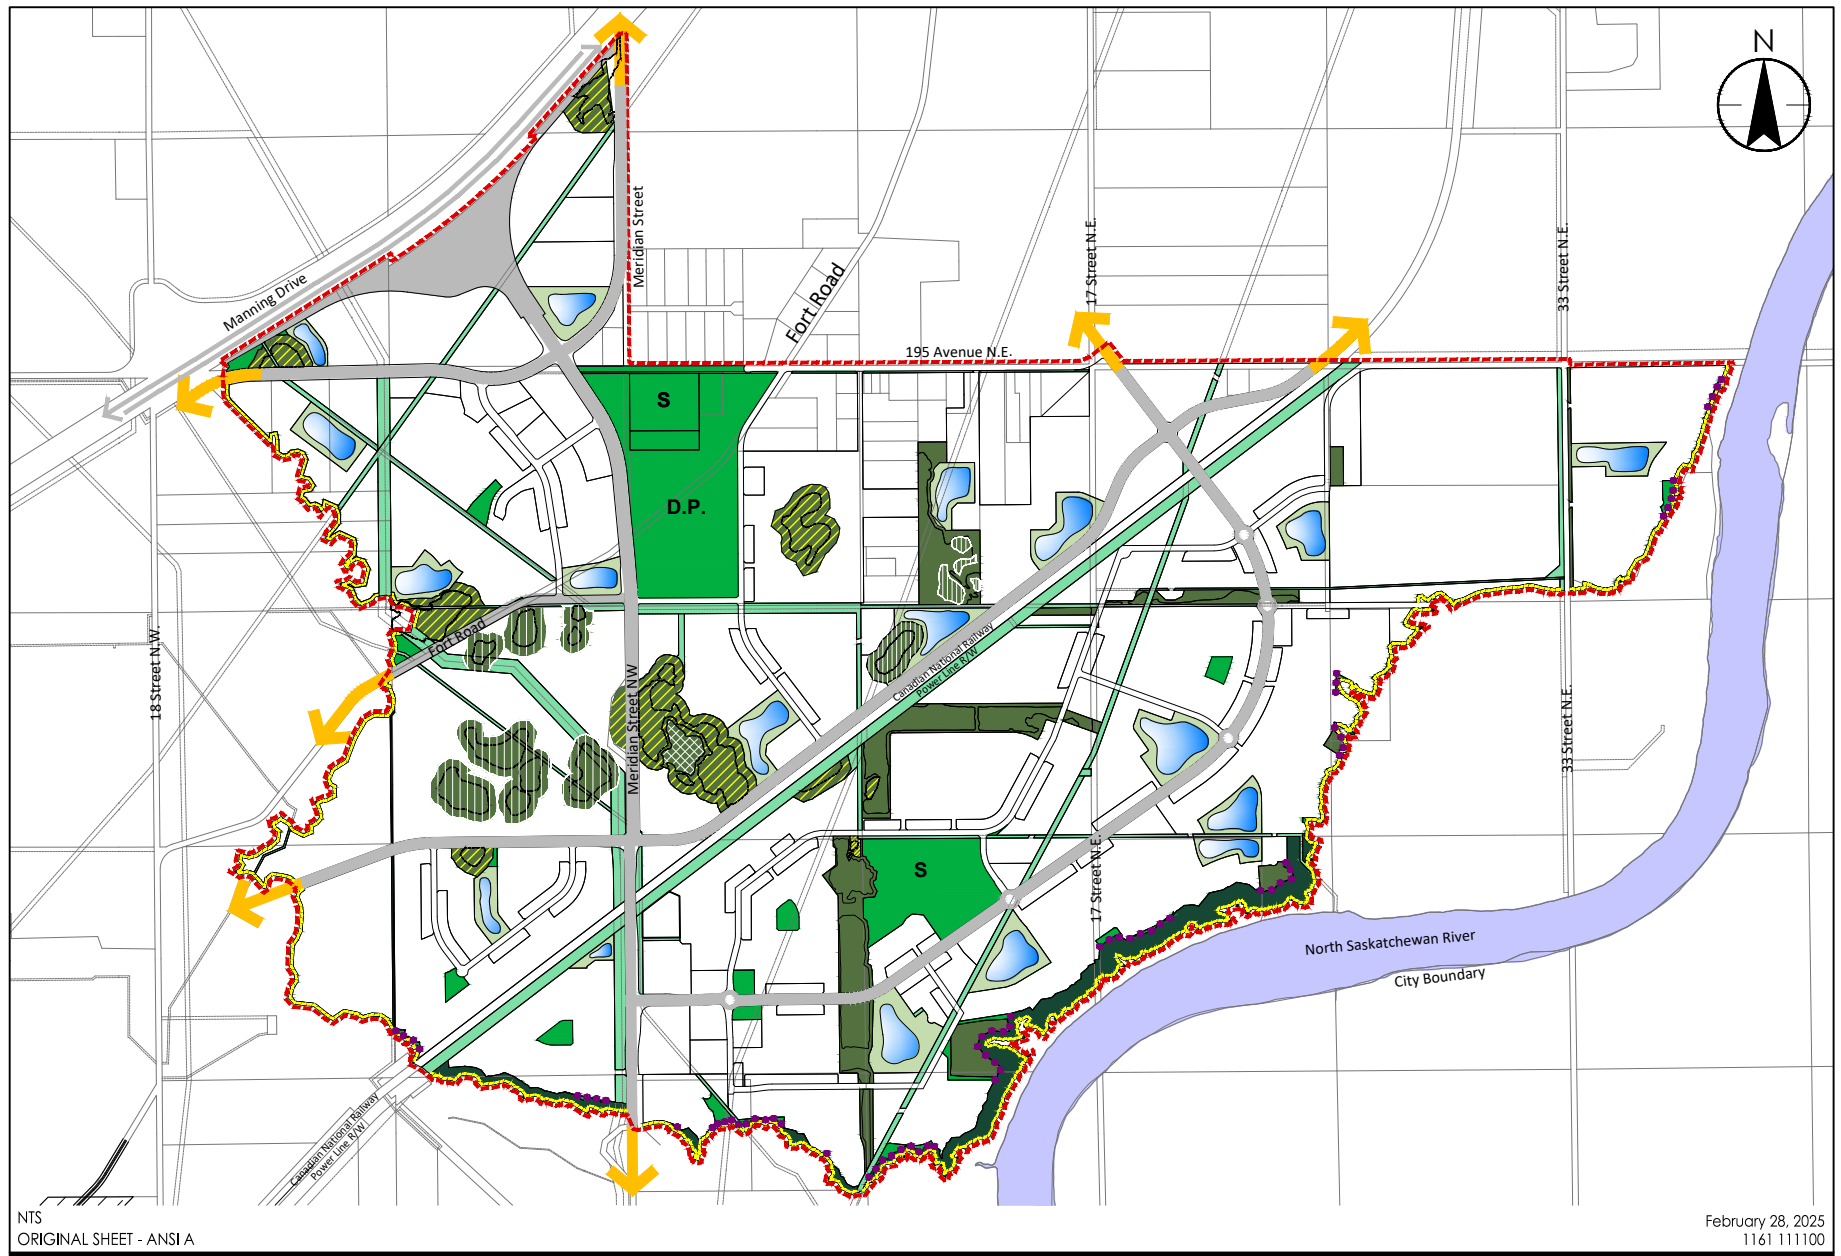 N
Meridian Street
17 Street N.E.
33 Street N.E.
Manning Drive
Fort Road
195 Avenue N.E.
S
D.P.
Fort Road
18 Street N.W.
Meridian Street NW
Canadian National Railway
Power Line R/W
33 Street N.E.
S
17 Street N.E.
North Saskatchewan River
City Boundary
Canadian National Railway
Power Line R/W
NTS
ORIGINAL SHEET - ANSI A
February 28, 2025
1161 111100